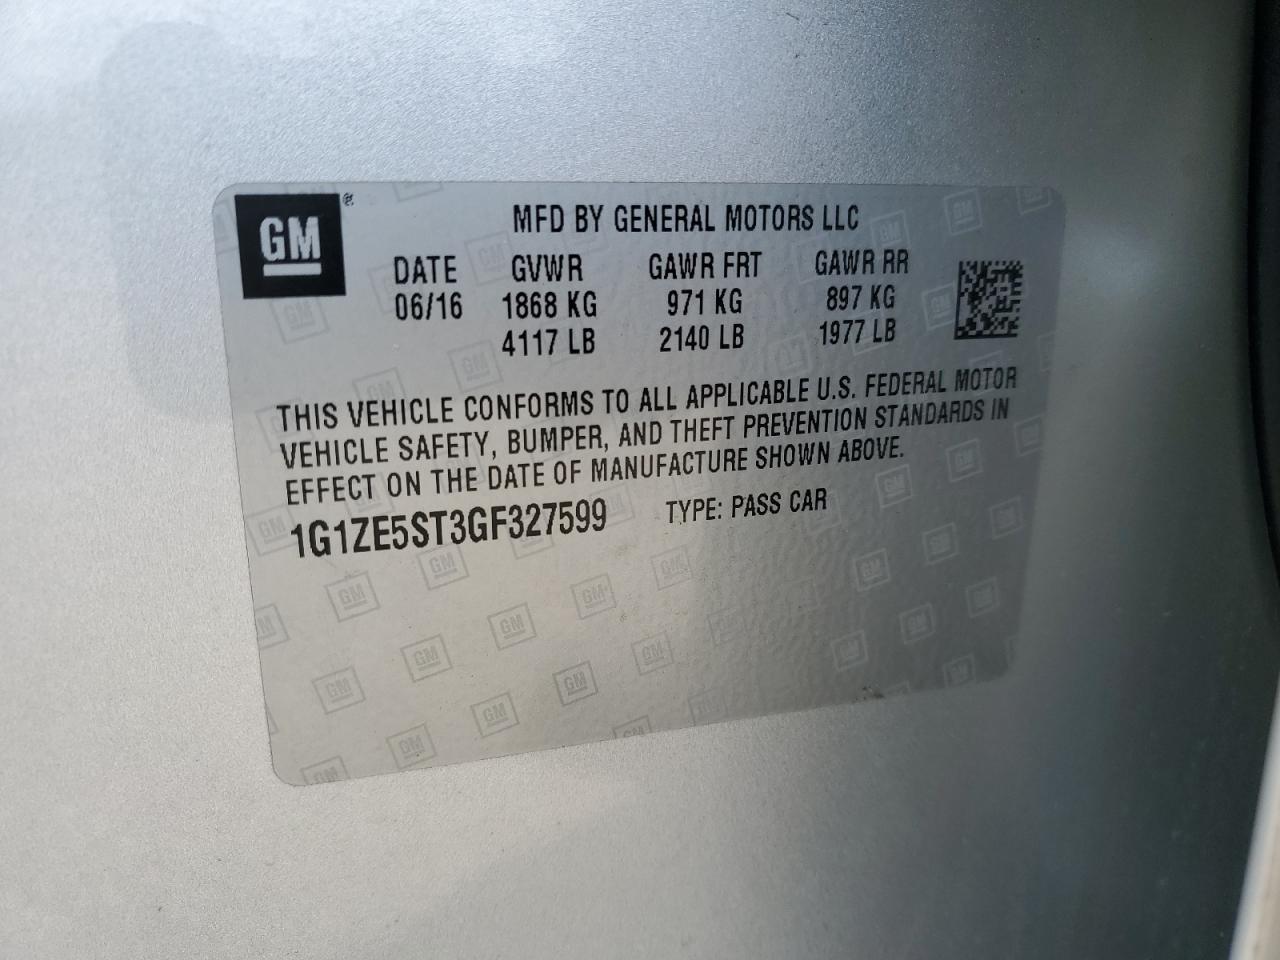 GM ®
MFD BY GENERAL MOTORS LLC
DATE GVWR GAWR FRT GAWR RR
06/16 1868 KG 971 KG 897 KG
4117 LB 2140 LB 1977 LB
THIS VEHICLE CONFORMS TO ALL APPLICABLE U.S. FEDERAL MOTOR
VEHICLE SAFETY, BUMPER, AND THEFT PREVENTION STANDARDS IN
EFFECT ON THE DATE OF MANUFACTURE SHOWN ABOVE.
1G1ZE5ST3GF327599 TYPE: PASS CAR